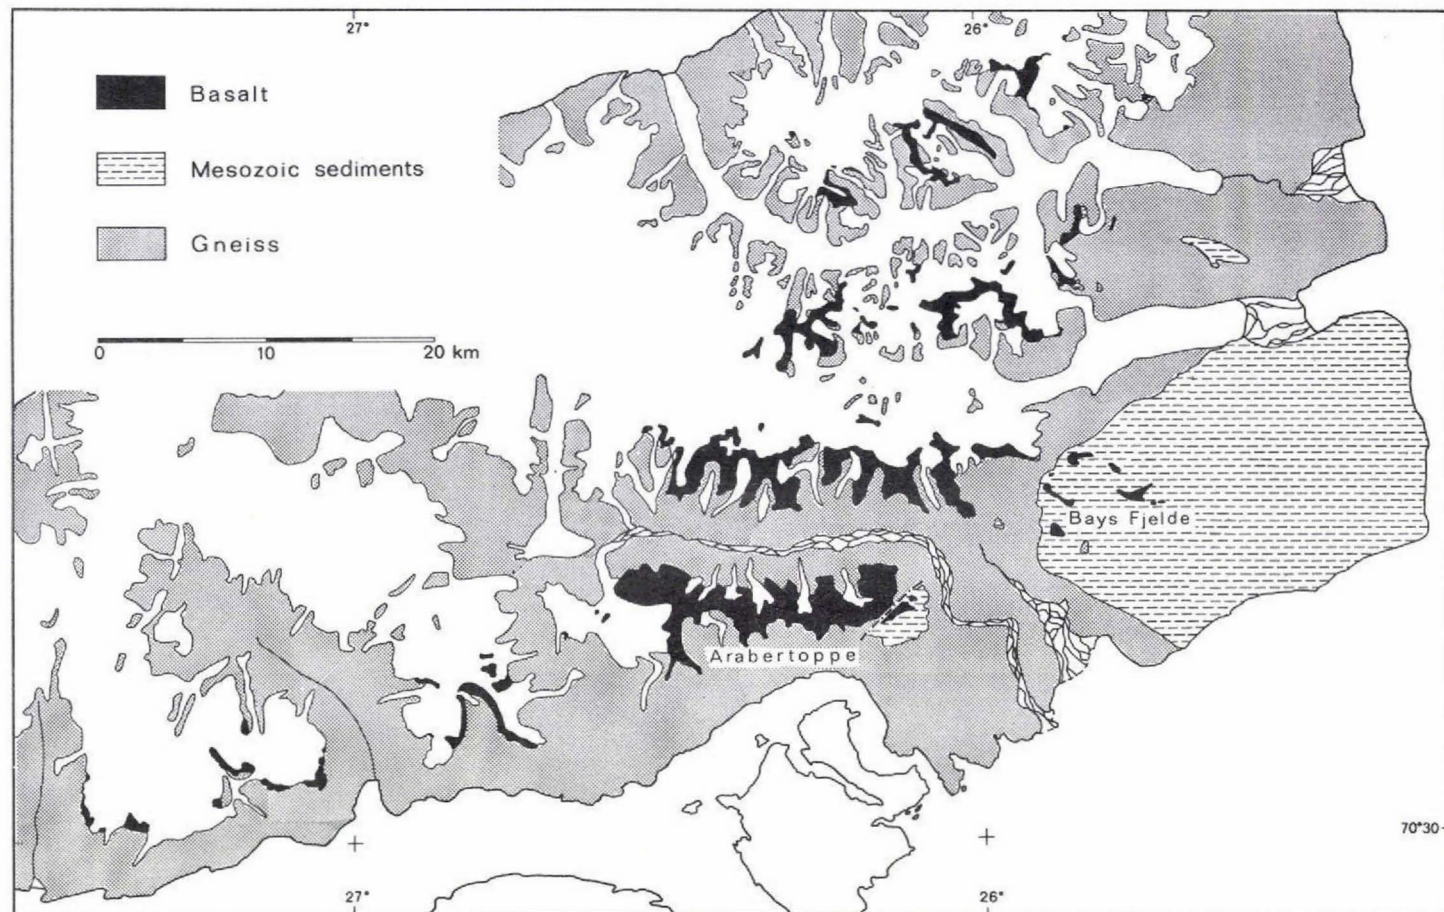 27°
26°
Basalt
Mesozoic sediments
Gneiss
0 10 20 km
Bays Fjelde
Arabertoppe
70°30
27°
26°